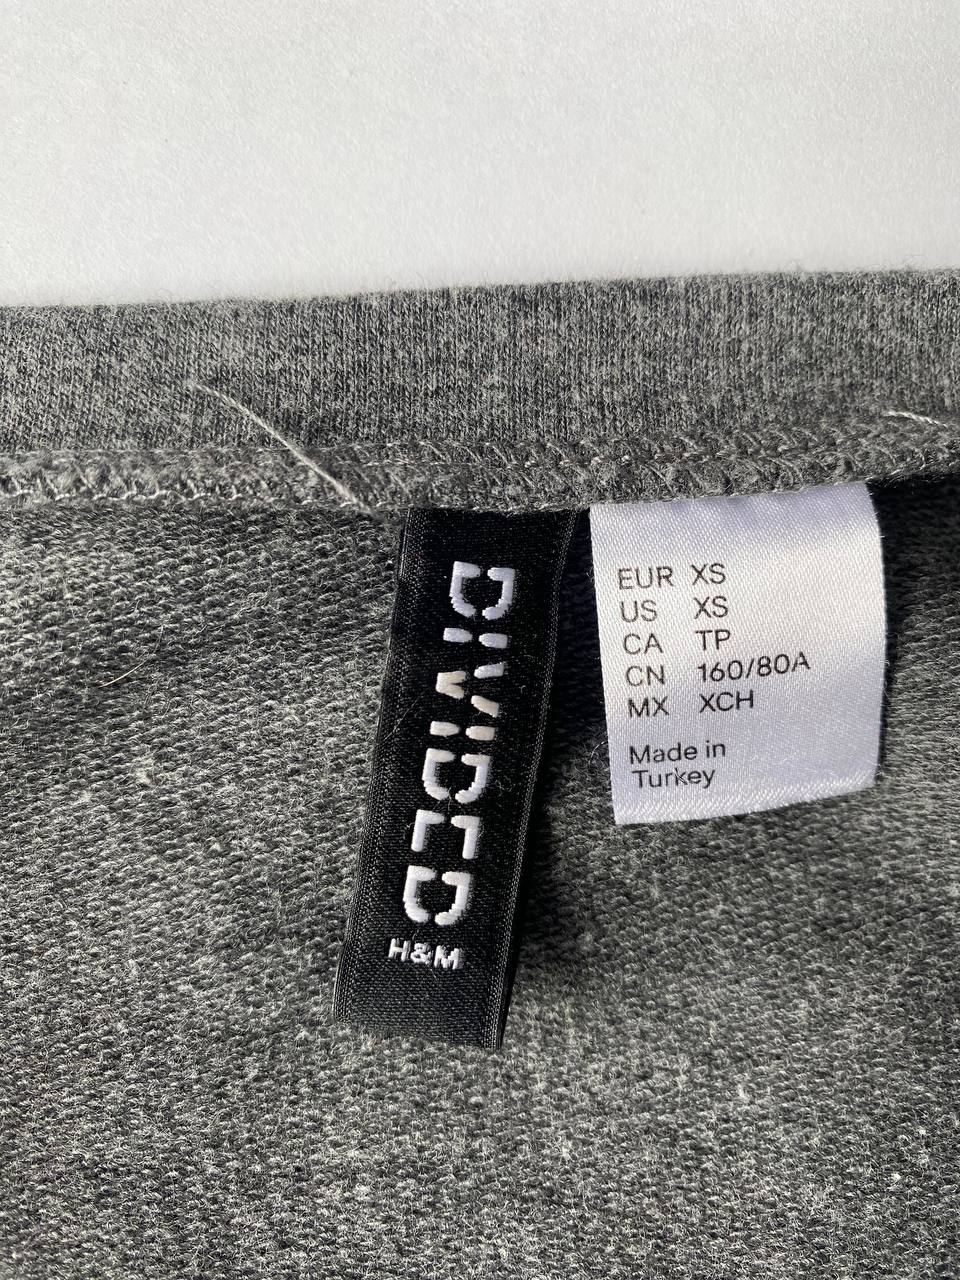 DIVIDED
H&M
EUR XS
US XS
CA TP
CN 160/80A
MX XCH
Made in
Turkey